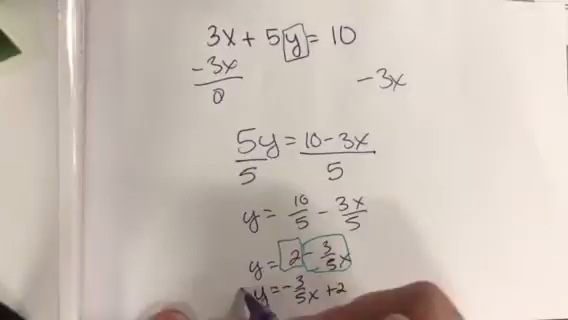 3x + 5y = 10
-3x -3x
0
5y = 10 - 3x
5 5
y = 10/5 - 3x/5
y = 2 - 3/5x
y = -3/5x + 2